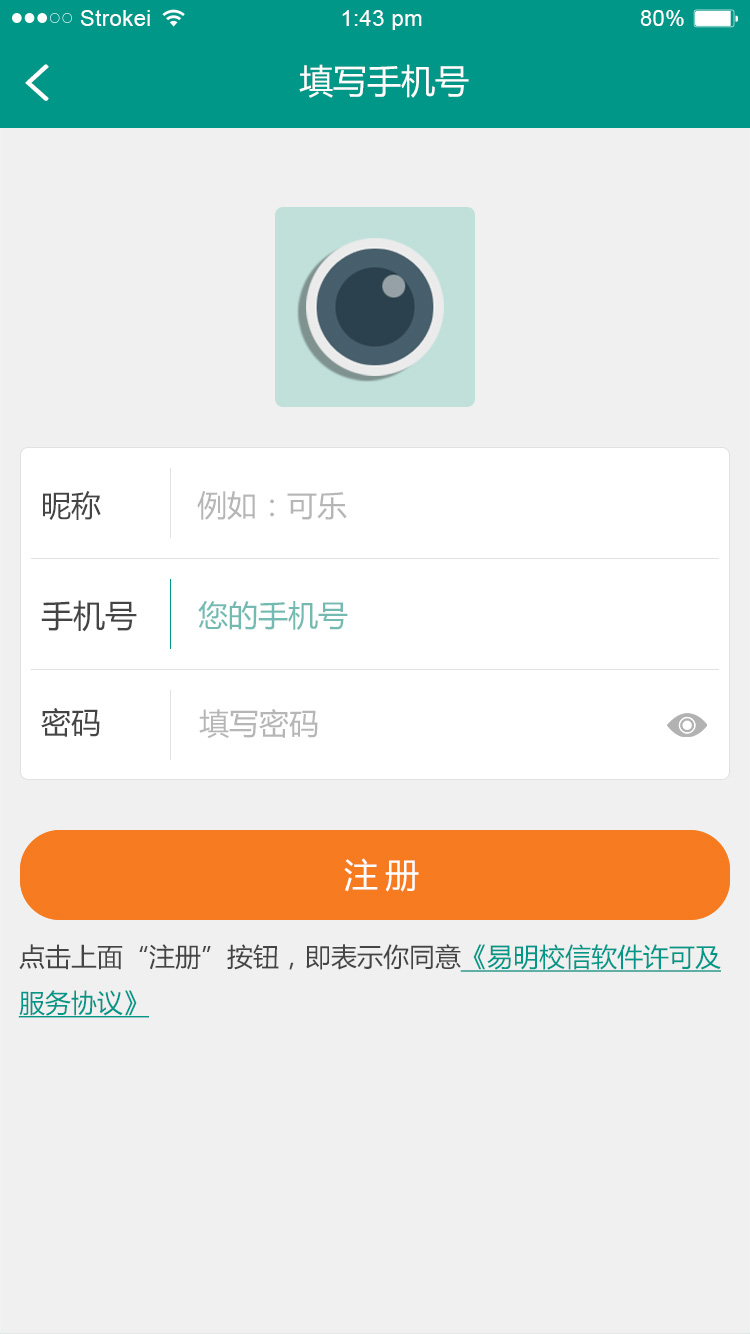 Strokei 1:43 pm 80%
填写手机号
昵称 例如：可乐
手机号 您的手机号
密码 填写密码
注册
点击上面“注册”按钮，即表示你同意《易明校信软件许可及
服务协议》